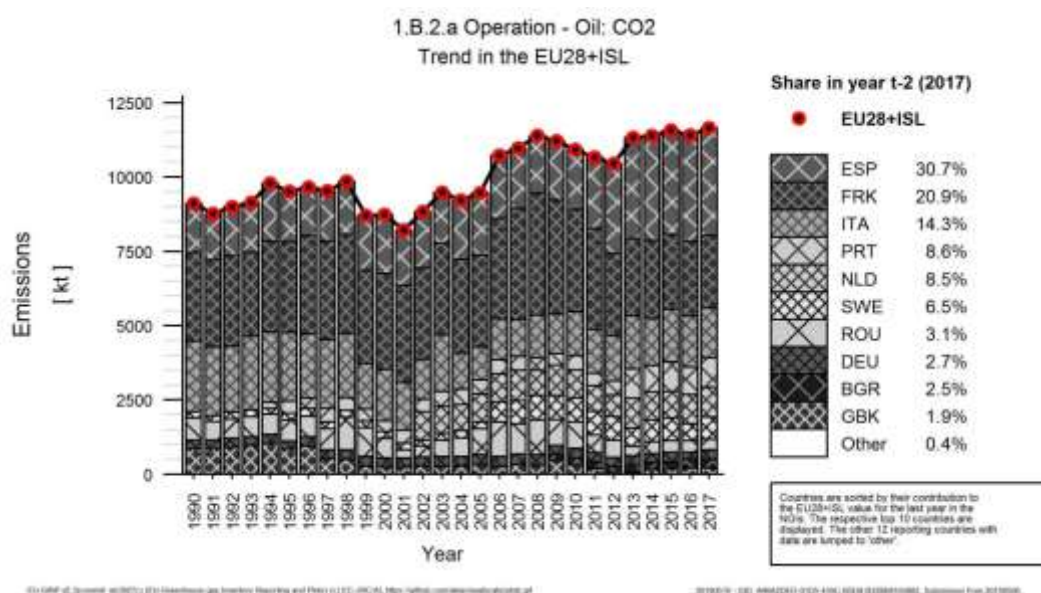 1.B.2.a Operation - Oil: CO2
Trend in the EU28+ISL
Share in year t-2 (2017)
EU28+ISL
ESP 30.7%
FRK 20.9%
ITA 14.3%
PRT 8.6%
NLD 8.5%
SWE 6.5%
ROU 3.1%
DEU 2.7%
BGR 2.5%
GBK 1.9%
Other 0.4%
12500
10000
7500
5000
2500
0
Emissions
[ kt ]
1990 1991 1992 1993 1994 1995 1996 1997 1998 1999 2000 2001 2002 2003 2004 2005 2006 2007 2008 2009 2010 2011 2012 2013 2014 2015 2016 2017
Year
Countries are sorted by their contribution to
the EU28+ISL value for the last year in the
NGIs. The respective top 10 countries are
displayed. The other 12 reporting countries with
data are lumped to 'other'.